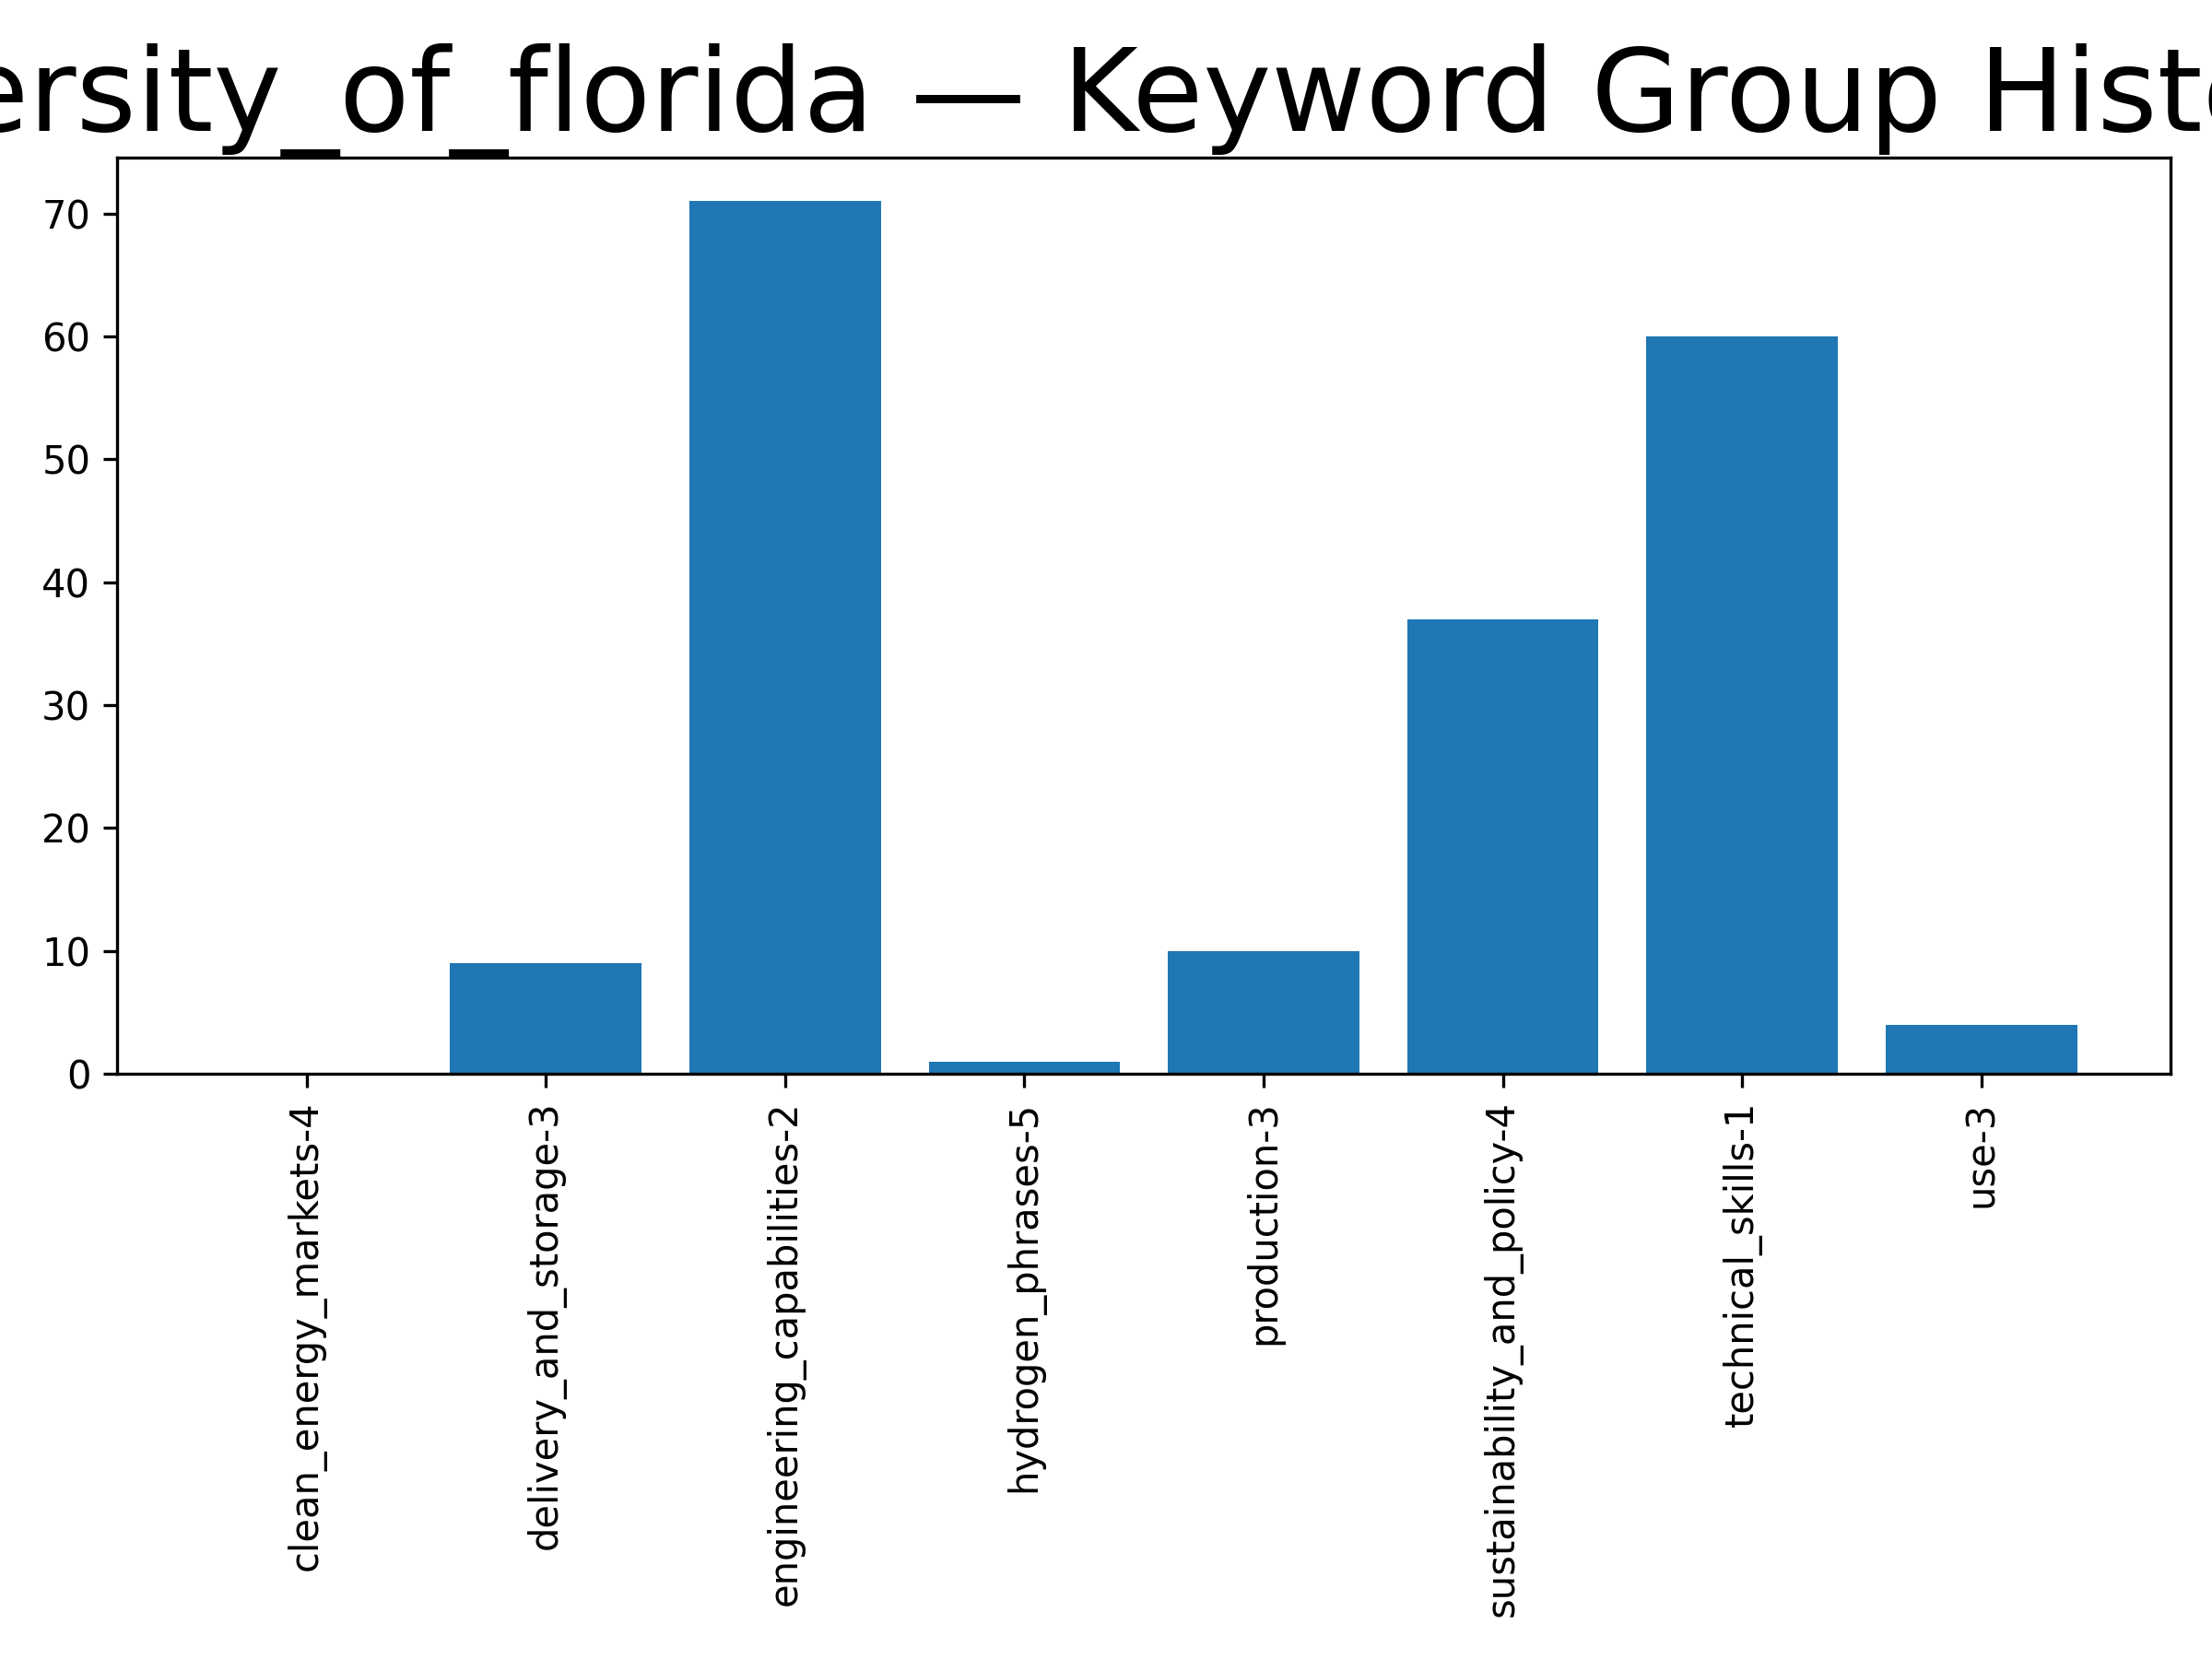 ersity_of_florida — Keyword Group Hist
70
60
50
40
30
20
10
0
clean_energy_markets-4
delivery_and_storage-3
engineering_capabilities-2
hydrogen_phrases-5
production-3
sustainability_and_policy-4
technical_skills-1
use-3